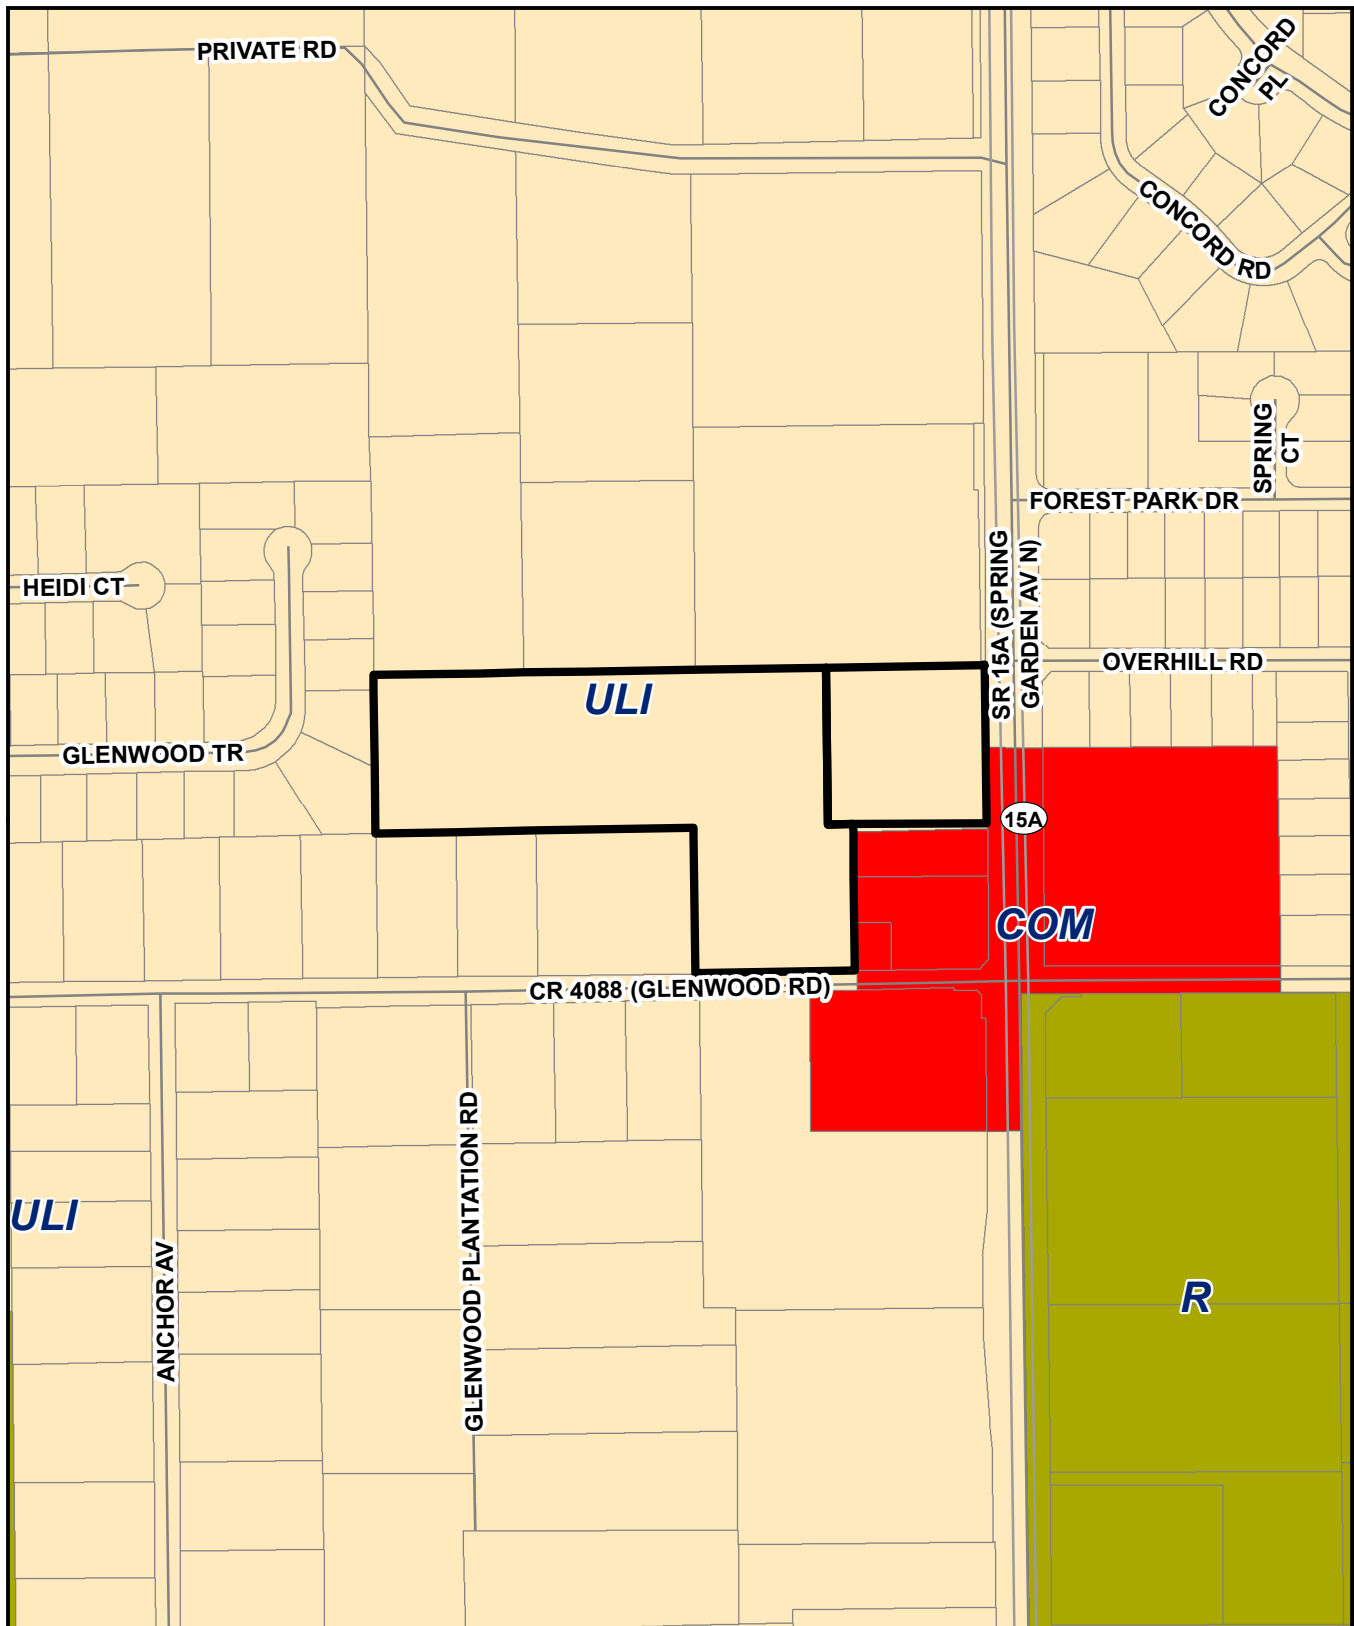 PRIVATE RD
CONCORD
PL
CONCORD RD
SPRING
CT
FOREST PARK DR
HEIDI CT
SR 15A (SPRING
GARDEN AV N)
OVERHILL RD
ULI
GLENWOOD TR
15A
COM
CR 4088 (GLENWOOD RD)
GLENWOOD PLANTATION RD
ULI
ANCHOR AV
R